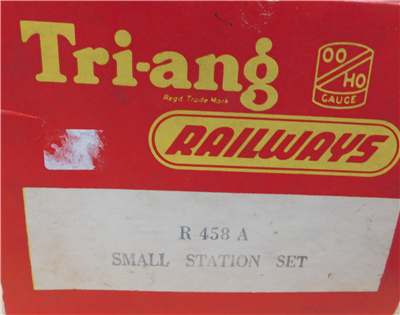 Tri-ang
Regd Trade Mark
OO/HO
GAUGE
RAILWAYS
R 458 A
SMALL STATION SET